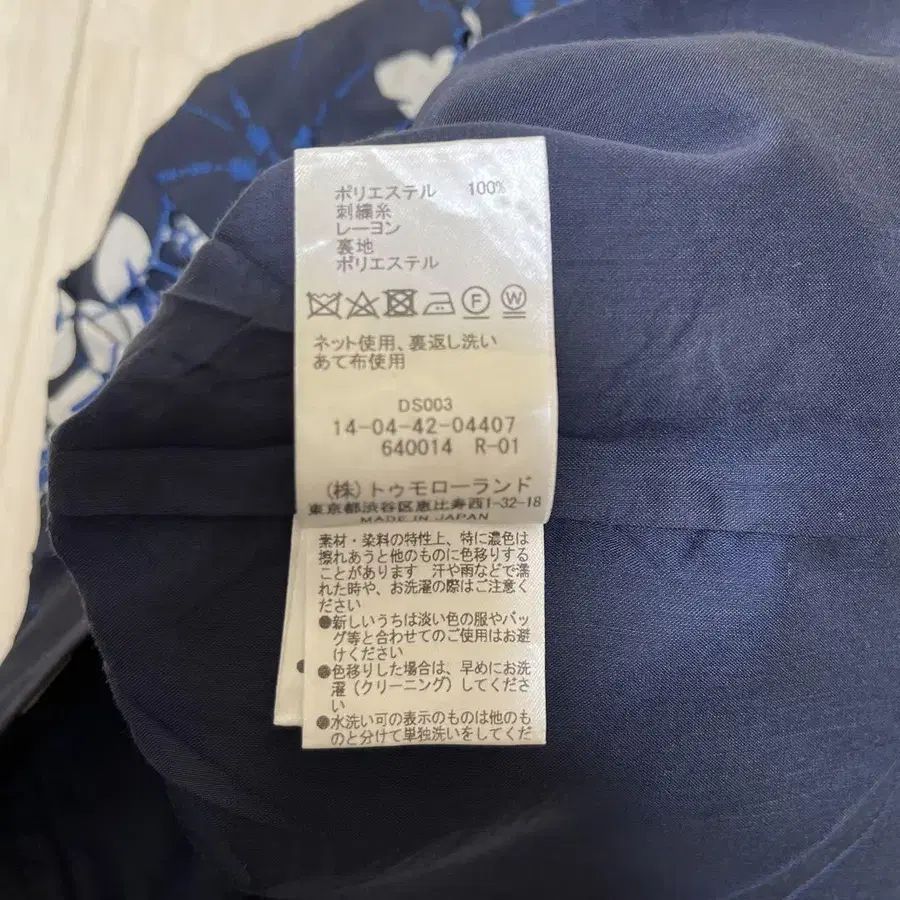 ポリエステル 100%
刺繍糸
レーヨン
裏地
ポリエステル
F W
ネット使用、裏返し洗い
あて布使用
DS003
14-04-42-04407
640014 R-01
(株)トゥモローランド
東京都渋谷区恵比寿西1-32-18
MADE IN JAPAN
素材・染料の特性上、特に濃色は
擦れあうと他のものに色移りする
ことがあります 汗や雨などで濡
れた時や、お洗濯の際はご注意く
ださい
●新しいうちは淡い色の服やバッ
グ等と合わせてのご使用はお避
けください
●色移りした場合は、早めにお洗
濯(クリーニング)してくださ
い
●水洗い可の表示のものは他のも
のと分けて単独洗いをしてくだ